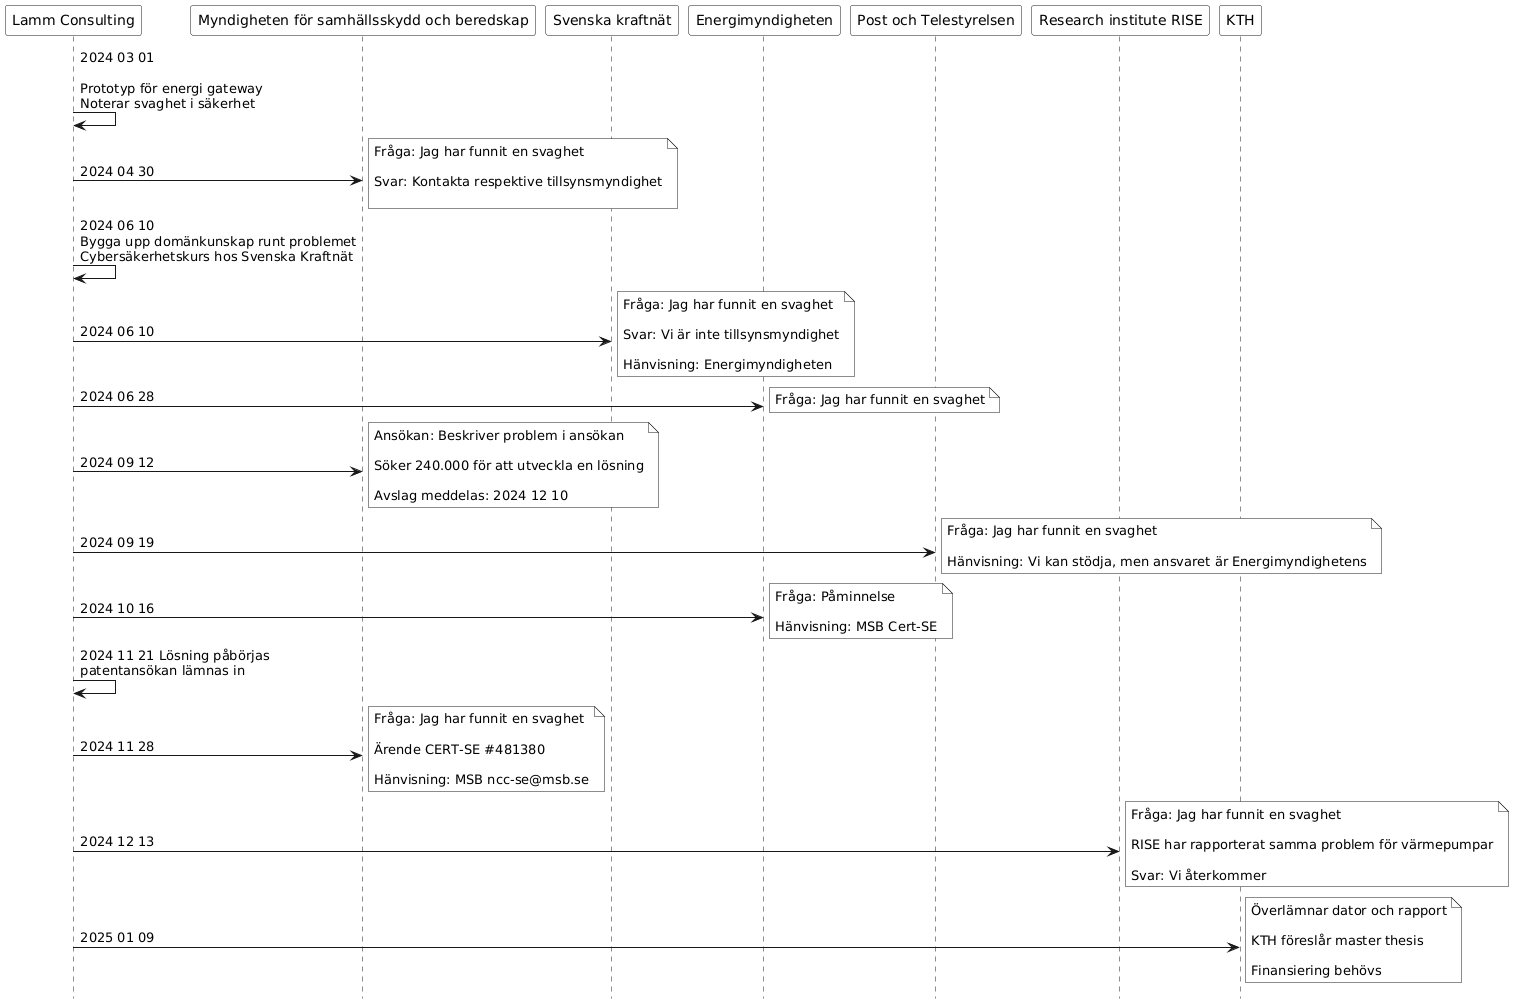 Lamm Consulting
Myndigheten för samhällsskydd och beredskap
Svenska kraftnät
Energimyndigheten
Post och Telestyrelsen
Research institute RISE
KTH
2024 03 01
Prototyp för energi gateway
Noterar svaghet i säkerhet
2024 04 30
Fråga: Jag har funnit en svaghet
Svar: Kontakta respektive tillsynsmyndighet
2024 06 10
Bygga upp domänkunskap runt problemet
Cybersäkerhetskurs hos Svenska Kraftnät
2024 06 10
Fråga: Jag har funnit en svaghet
Svar: Vi är inte tillsynsmyndighet
Hänvisning: Energimyndigheten
2024 06 28
Fråga: Jag har funnit en svaghet
2024 09 12
Ansökan: Beskriver problem i ansökan
Söker 240.000 för att utveckla en lösning
Avslag meddelas: 2024 12 10
2024 09 19
Fråga: Jag har funnit en svaghet
Hänvisning: Vi kan stödja, men ansvaret är Energimyndighetens
2024 10 16
Fråga: Påminnelse
Hänvisning: MSB Cert-SE
2024 11 21 Lösning påbörjas
patentansökan lämnas in
2024 11 28
Fråga: Jag har funnit en svaghet
Ärende CERT-SE #481380
Hänvisning: MSB ncc-se@msb.se
2024 12 13
Fråga: Jag har funnit en svaghet
RISE har rapporterat samma problem för värmepumpar
Svar: Vi återkommer
2025 01 09
Överlämnar dator och rapport
KTH föreslår master thesis
Finansiering behövs